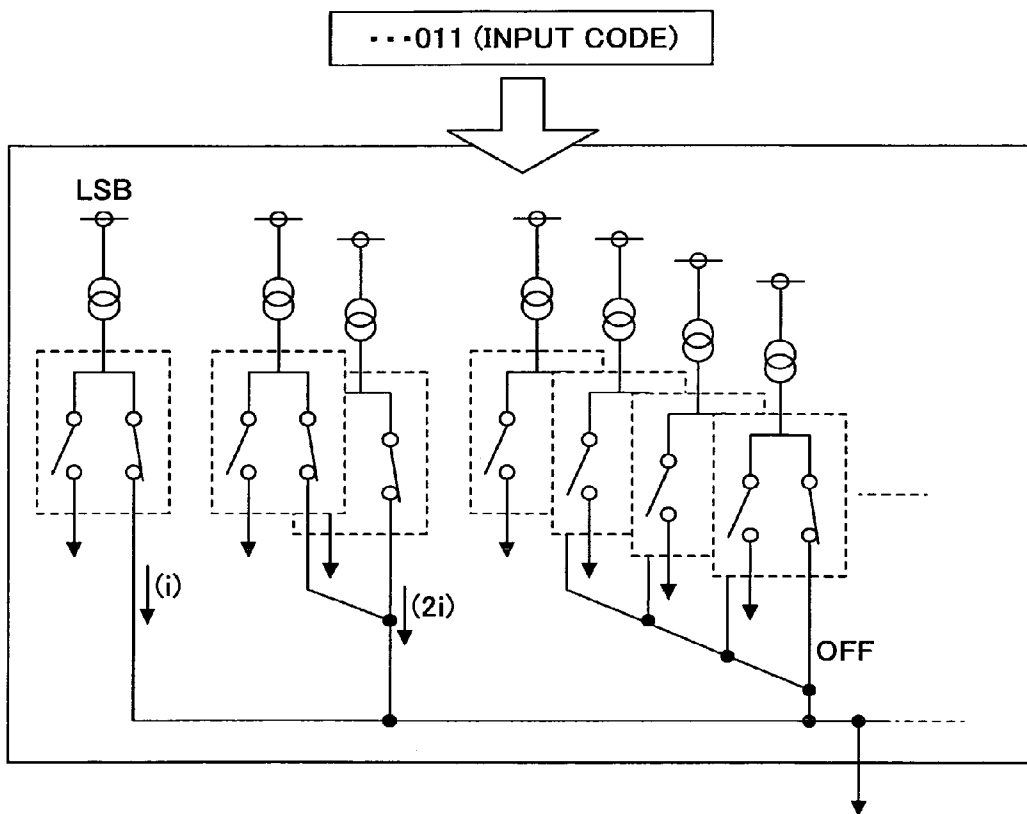 ···011 (INPUT CODE)
LSB
(i)
(2i)
OFF